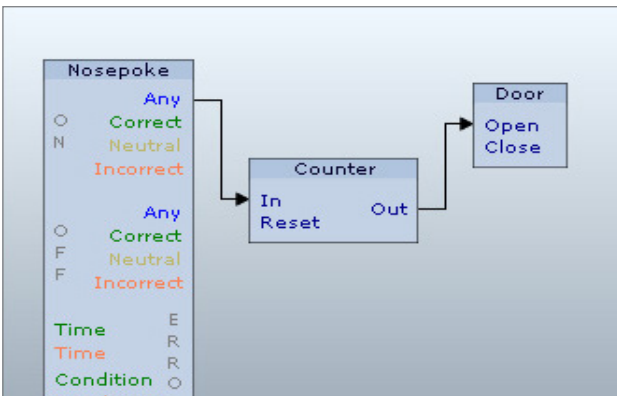 Nosepoke
Any
Correct
Neutral
Incorrect
O
N
Any
Correct
Neutral
Incorrect
O
F
F
Time
Time
Condition
E
R
R
O
Counter
In
Reset
Out
Door
Open
Close